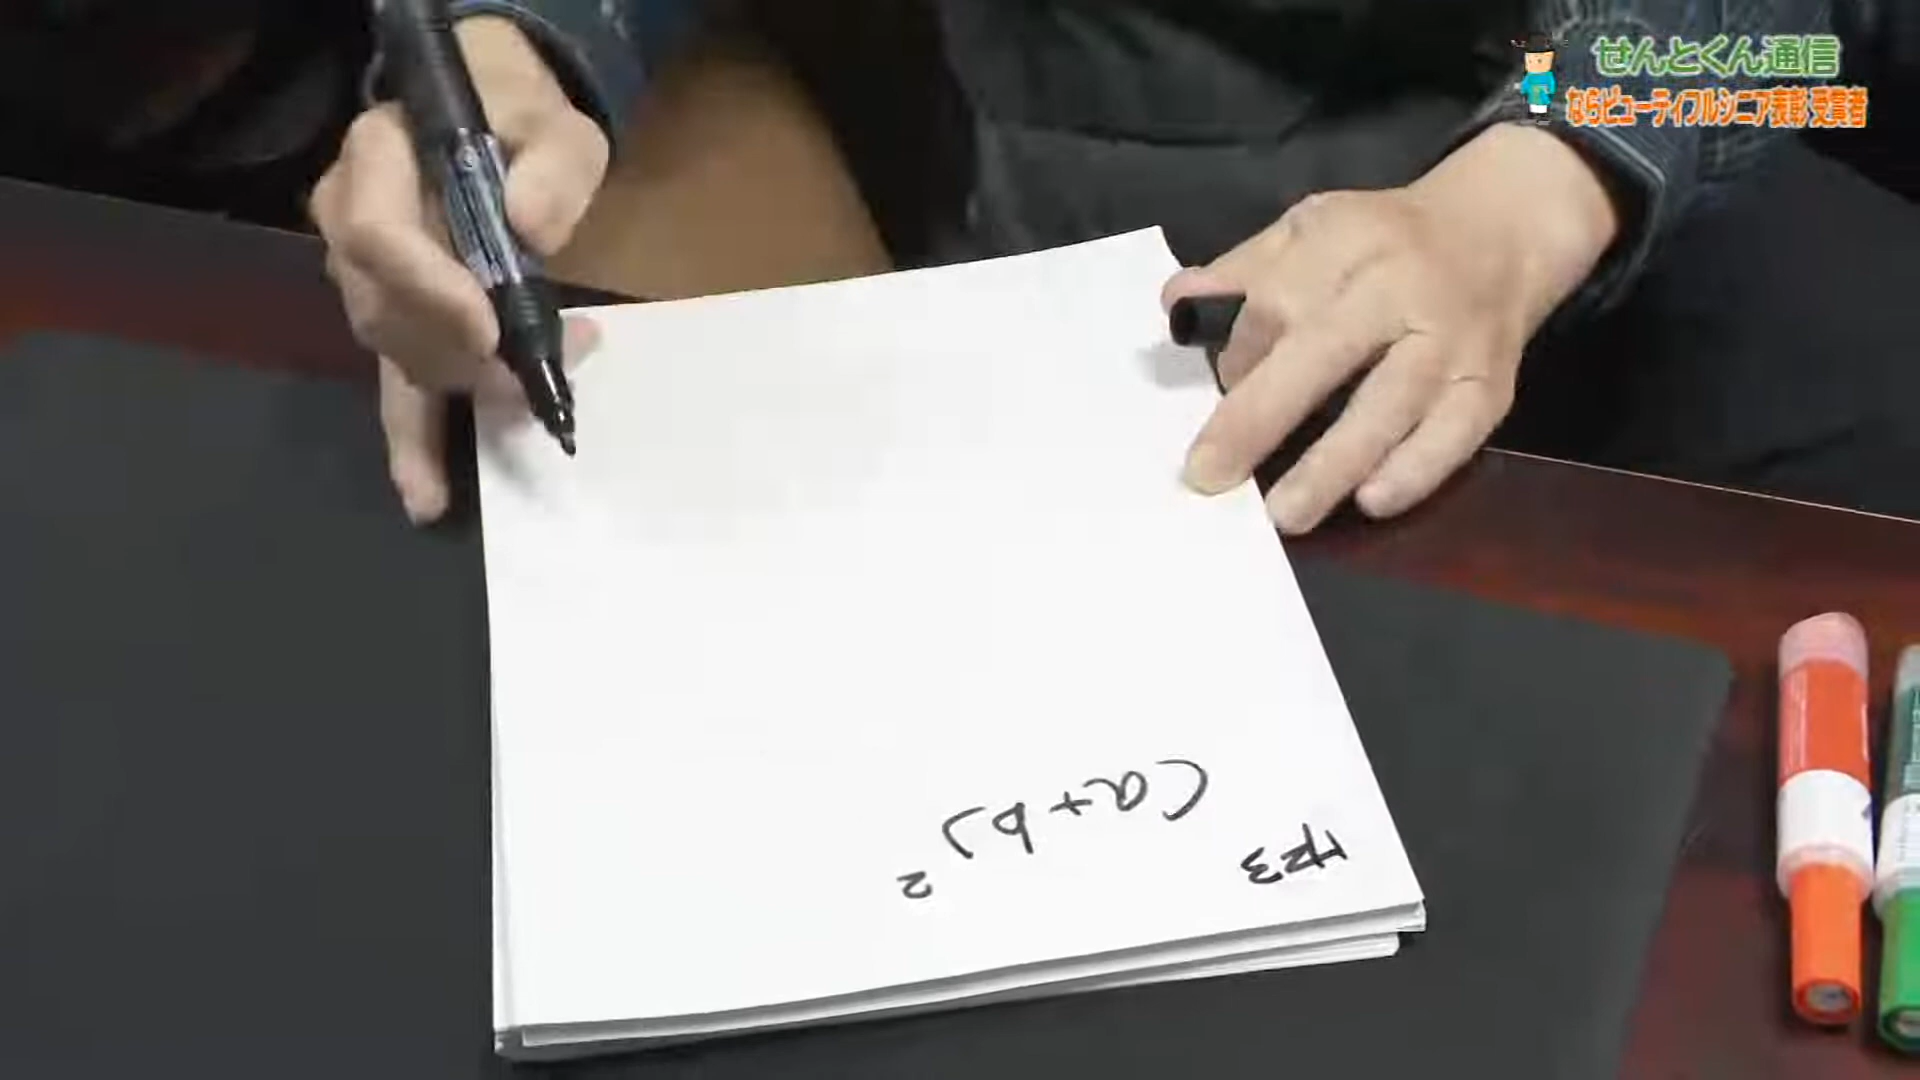 せんとくん通信
ならビューティフルシニア表彰 受賞者
中23
(a+b)²